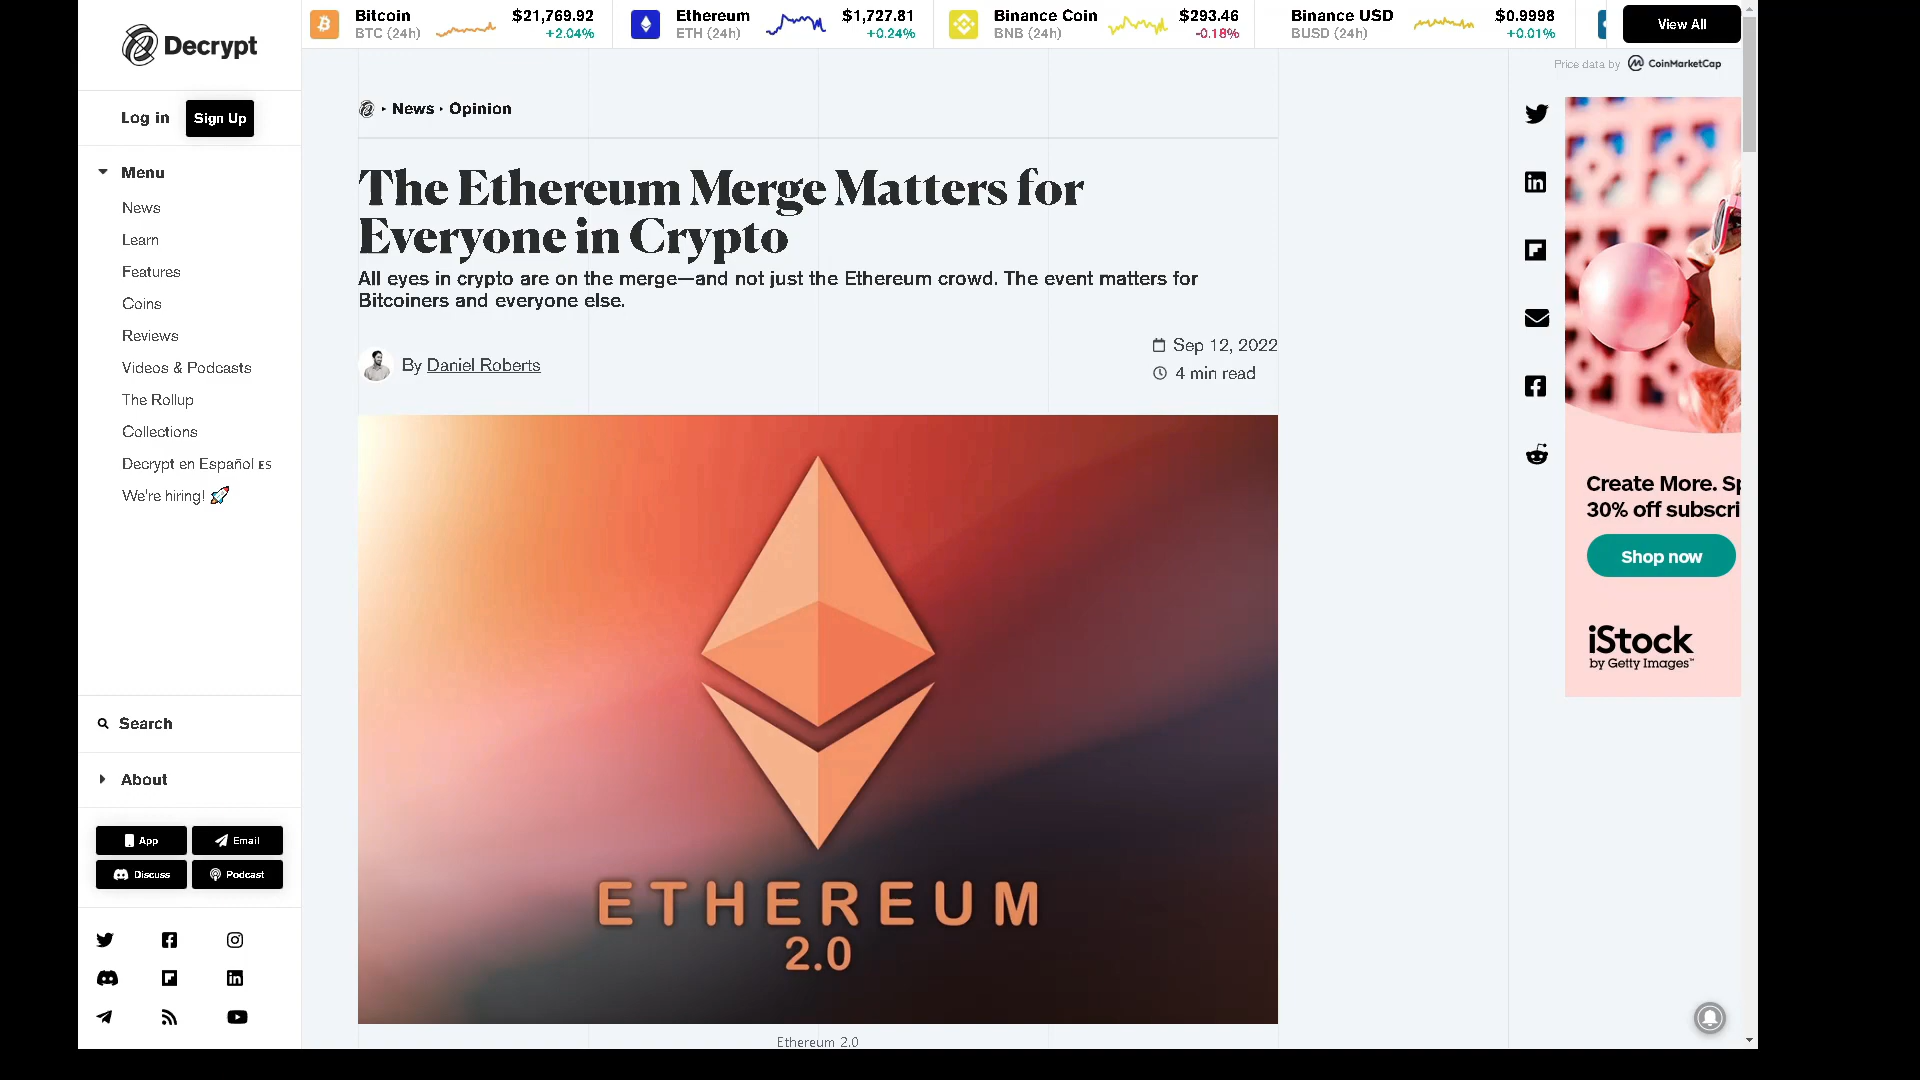 Decrypt
Bitcoin
BTC (24h)
$21,769.92
+2.04%
Ethereum
ETH (24h)
$1,727.81
+0.24%
Binance Coin
BNB (24h)
$293.46
-0.18%
Binance USD
BUSD (24h)
$0.9998
+0.01%
View All
Price data by CoinMarketCap
Log in
Sign Up
Menu
News
Learn
Features
Coins
Reviews
Videos & Podcasts
The Rollup
Collections
Decrypt en Español ES
We're hiring! 🚀
Search
About
App
Email
Discuss
Podcast
· News · Opinion
The Ethereum Merge Matters for
Everyone in Crypto
All eyes in crypto are on the merge—and not just the Ethereum crowd. The event matters for
Bitcoiners and everyone else.
By Daniel Roberts
Sep 12, 2022
4 min read
ETHEREUM
2.0
Ethereum 2.0
Create More. Sp
30% off subscri
Shop now
iStock
by Getty Images™